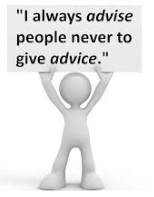 "I always advise
people never to
give advice."